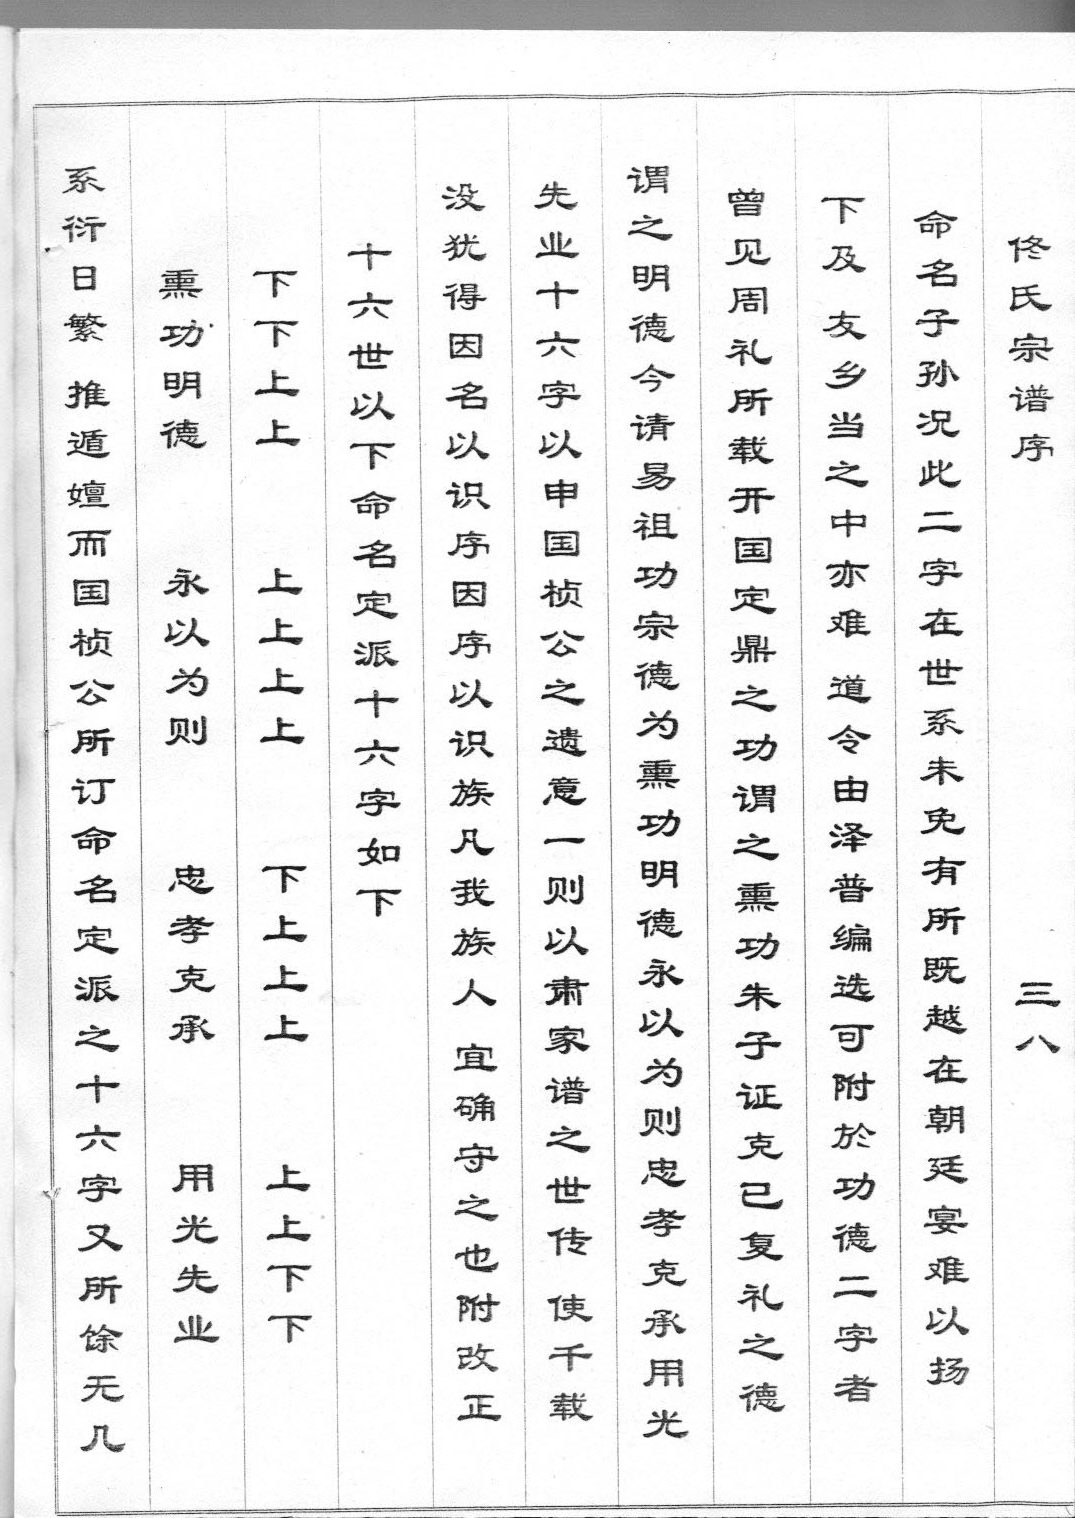 佟氏宗谱序 三八
命名子孙况此二字在世系未免有所既越在朝廷宴难以扬
下及 友乡当之中亦难 道令由泽普编选可附於功德二字者
曾见周礼所载开国定鼎之功谓之熏功朱子证克己复礼之德
谓之明德今请易祖功宗德为熏功明德永以为则忠孝克承用光
先业十六字以申国桢公之遗意一则以肃家谱之世传 使千载
没犹得因名以识序因序以识族凡我族人 宜确守之也附改正
十六世以下命名定派十六字如下
下下上上 上上上上 下上上上 上上下下
熏功明德 永以为则 忠孝克承 用光先业
系衍日繁 推遁嬗而国桢公所订命名定派之十六字又所馀无几